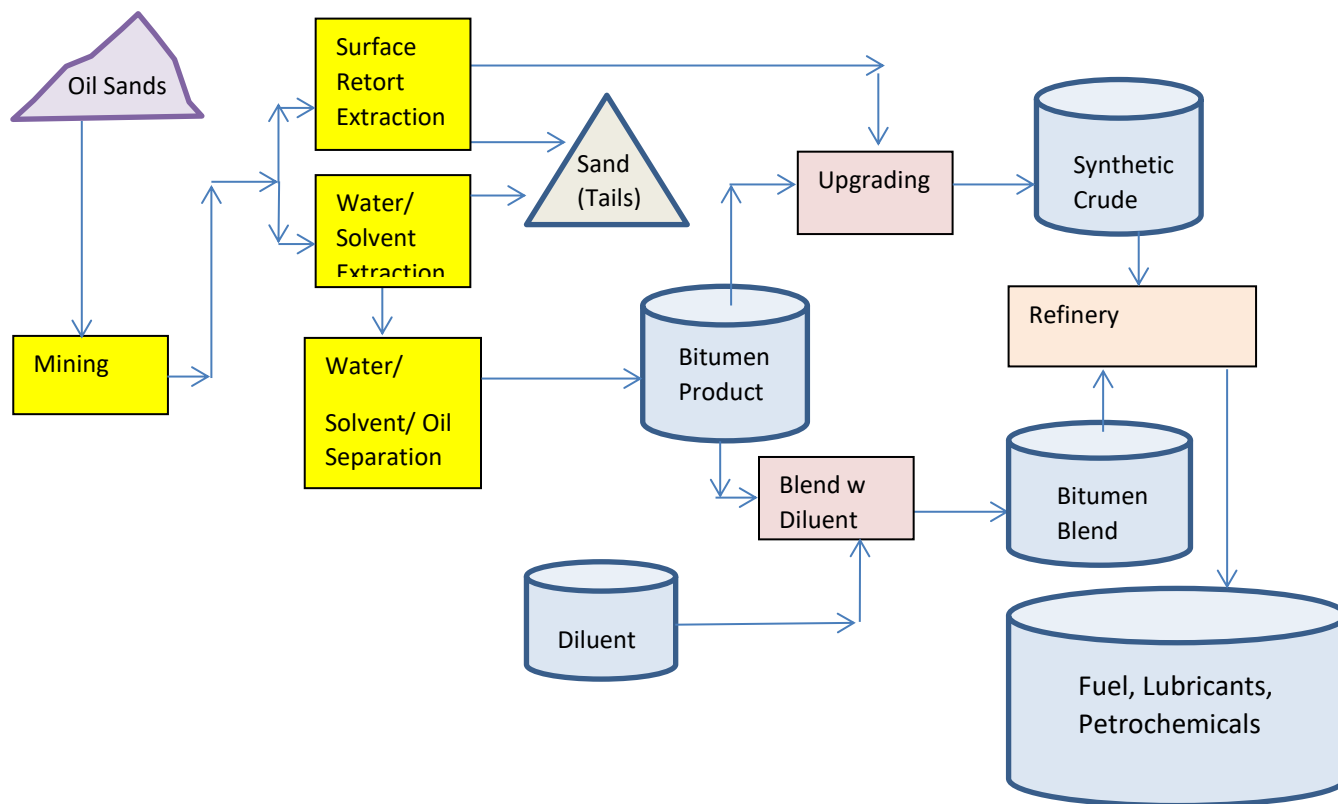 Oil Sands
Surface
Retort
Extraction
Sand
(Tails)
Upgrading
Synthetic
Crude
Water/
Solvent
Extraction
Mining
Water/
Solvent/ Oil
Separation
Bitumen
Product
Refinery
Blend w
Diluent
Bitumen
Blend
Diluent
Fuel, Lubricants,
Petrochemicals